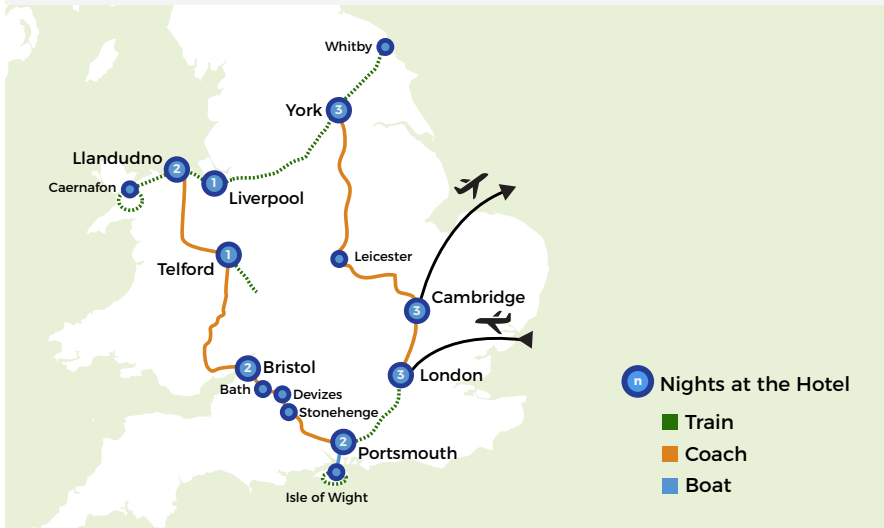 Whitby
York
3
Llandudno
2
1
Caernafon
Liverpool
Leicester
1
Telford
Cambridge
3
2
Bristol
Bath
Devizes
3
London
Stonehenge
2
Portsmouth
Isle of Wight
n
Nights at the Hotel
Train
Coach
Boat